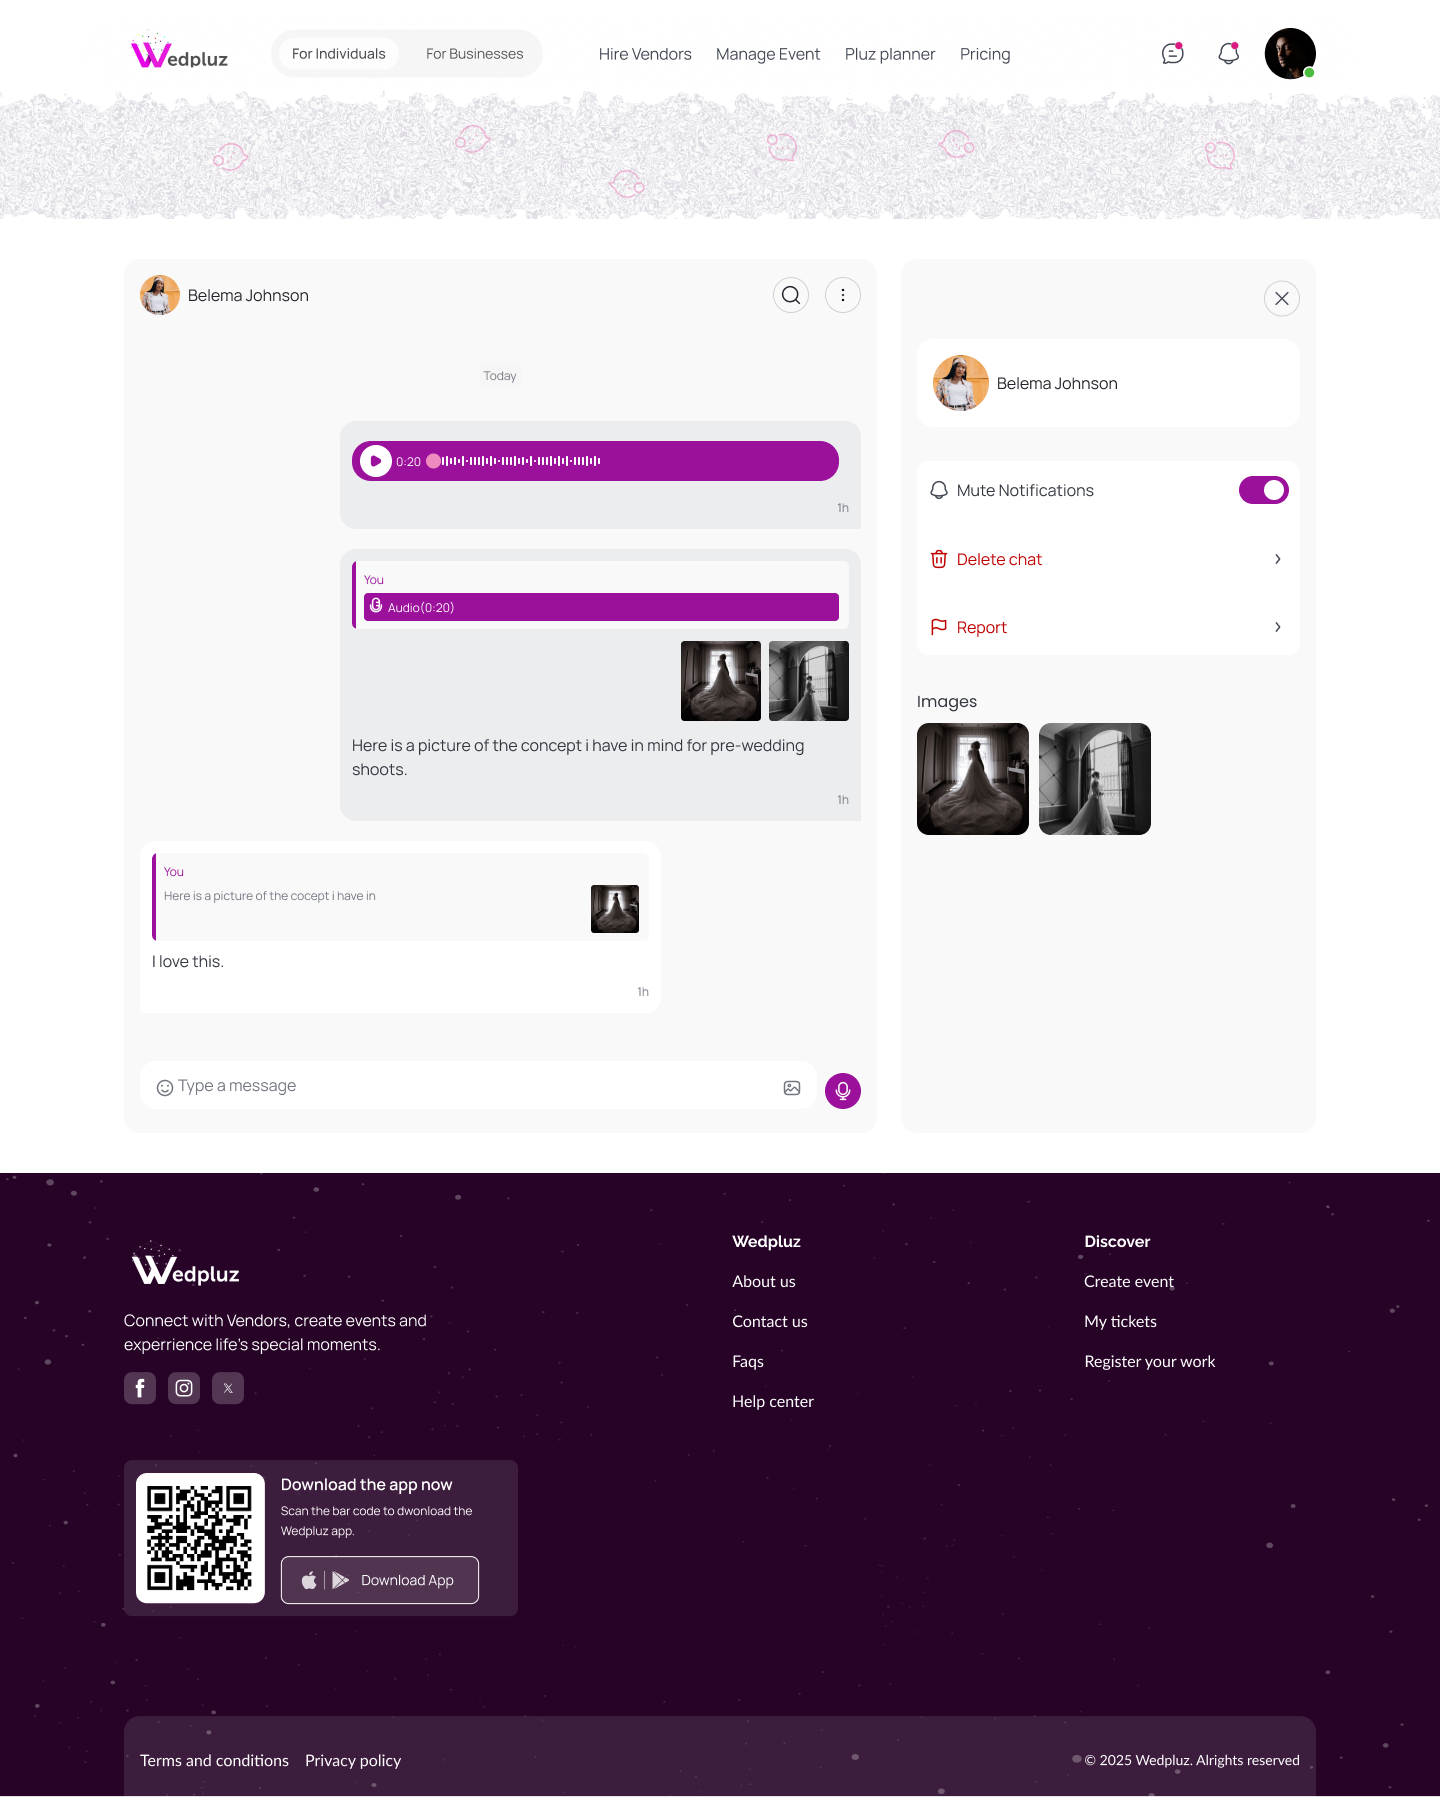 Wedpluz
For Individuals
For Businesses
Hire Vendors
Manage Event
Pluz planner
Pricing
Belema Johnson
Today
0:20
1h
You
Audio(0:20)
Here is a picture of the concept i have in mind for pre-wedding
shoots.
1h
You
Here is a picture of the cocept i have in
I love this.
1h
Type a message
Belema Johnson
Mute Notifications
Delete chat
Report
Images
Wedpluz
Connect with Vendors, create events and
experience life's special moments.
Download the app now
Scan the bar code to dwonload the
Wedpluz app.
Download App
Wedpluz
About us
Contact us
Faqs
Help center
Discover
Create event
My tickets
Register your work
Terms and conditions
Privacy policy
© 2025 Wedpluz. Alrights reserved